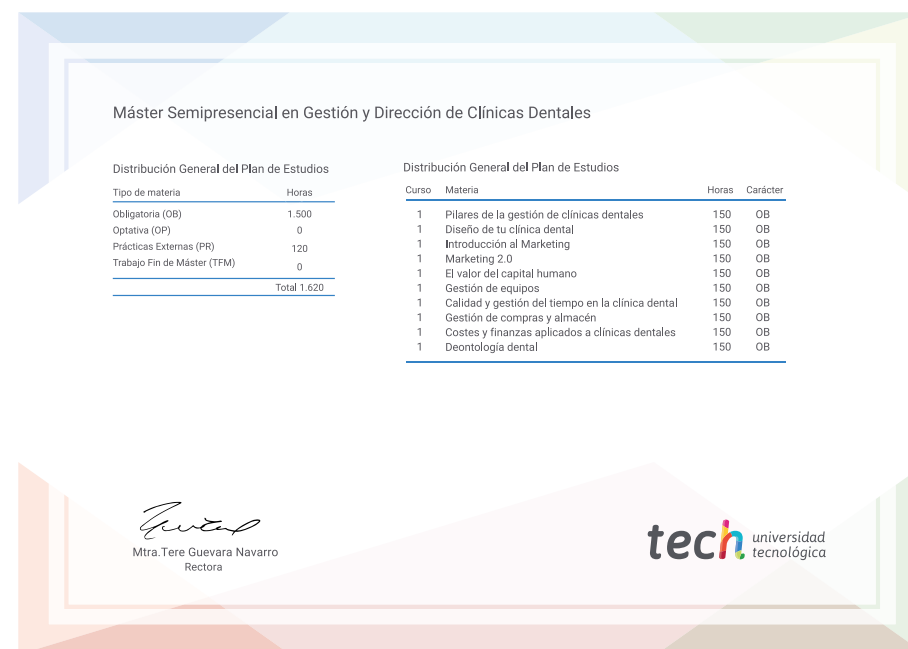 Máster Semipresencial en Gestión y Dirección de Clínicas Dentales
Distribución General del Plan de Estudios
Tipo de materia Horas
Obligatoria (OB) 1.500
Optativa (OP) 0
Prácticas Externas (PR) 120
Trabajo Fin de Máster (TFM) 0
Total 1.620
Distribución General del Plan de Estudios
Curso Materia Horas Carácter
1 Pilares de la gestión de clínicas dentales 150 OB
1 Diseño de tu clínica dental 150 OB
1 Introducción al Marketing 150 OB
1 Marketing 2.0 150 OB
1 El valor del capital humano 150 OB
1 Gestión de equipos 150 OB
1 Calidad y gestión del tiempo en la clínica dental 150 OB
1 Gestión de compras y almacén 150 OB
1 Costes y finanzas aplicados a clínicas dentales 150 OB
1 Deontología dental 150 OB
Mtra.Tere Guevara Navarro
Rectora
tech universidad
tecnológica